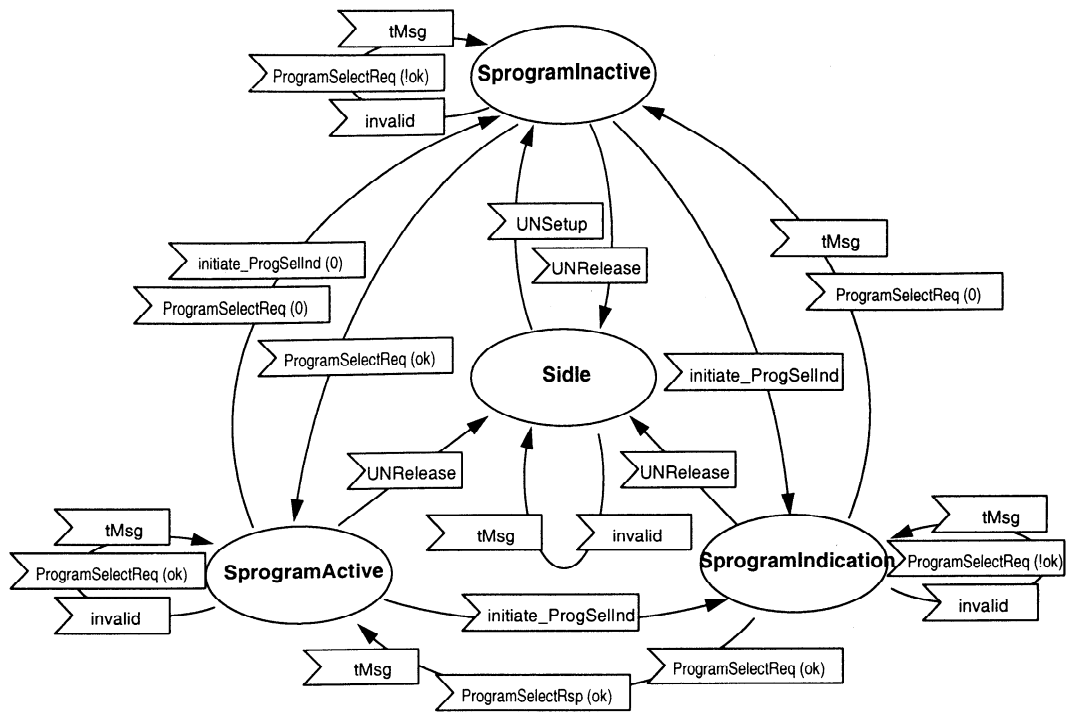 tMsg
SprogramInactive
ProgramSelectReq (!ok)
invalid
UNSetup
tMsg
initiate_ProgSelInd (0)
UNRelease
ProgramSelectReq (0)
ProgramSelectReq (0)
ProgramSelectReq (ok)
Sidle
initiate_ProgSelInd
UNRelease
UNRelease
tMsg
tMsg
invalid
tMsg
ProgramSelectReq (ok)
SprogramActive
SprogramIndication
ProgramSelectReq (!ok)
invalid
initiate_ProgSelInd
invalid
tMsg
ProgramSelectReq (ok)
ProgramSelectRsp (ok)